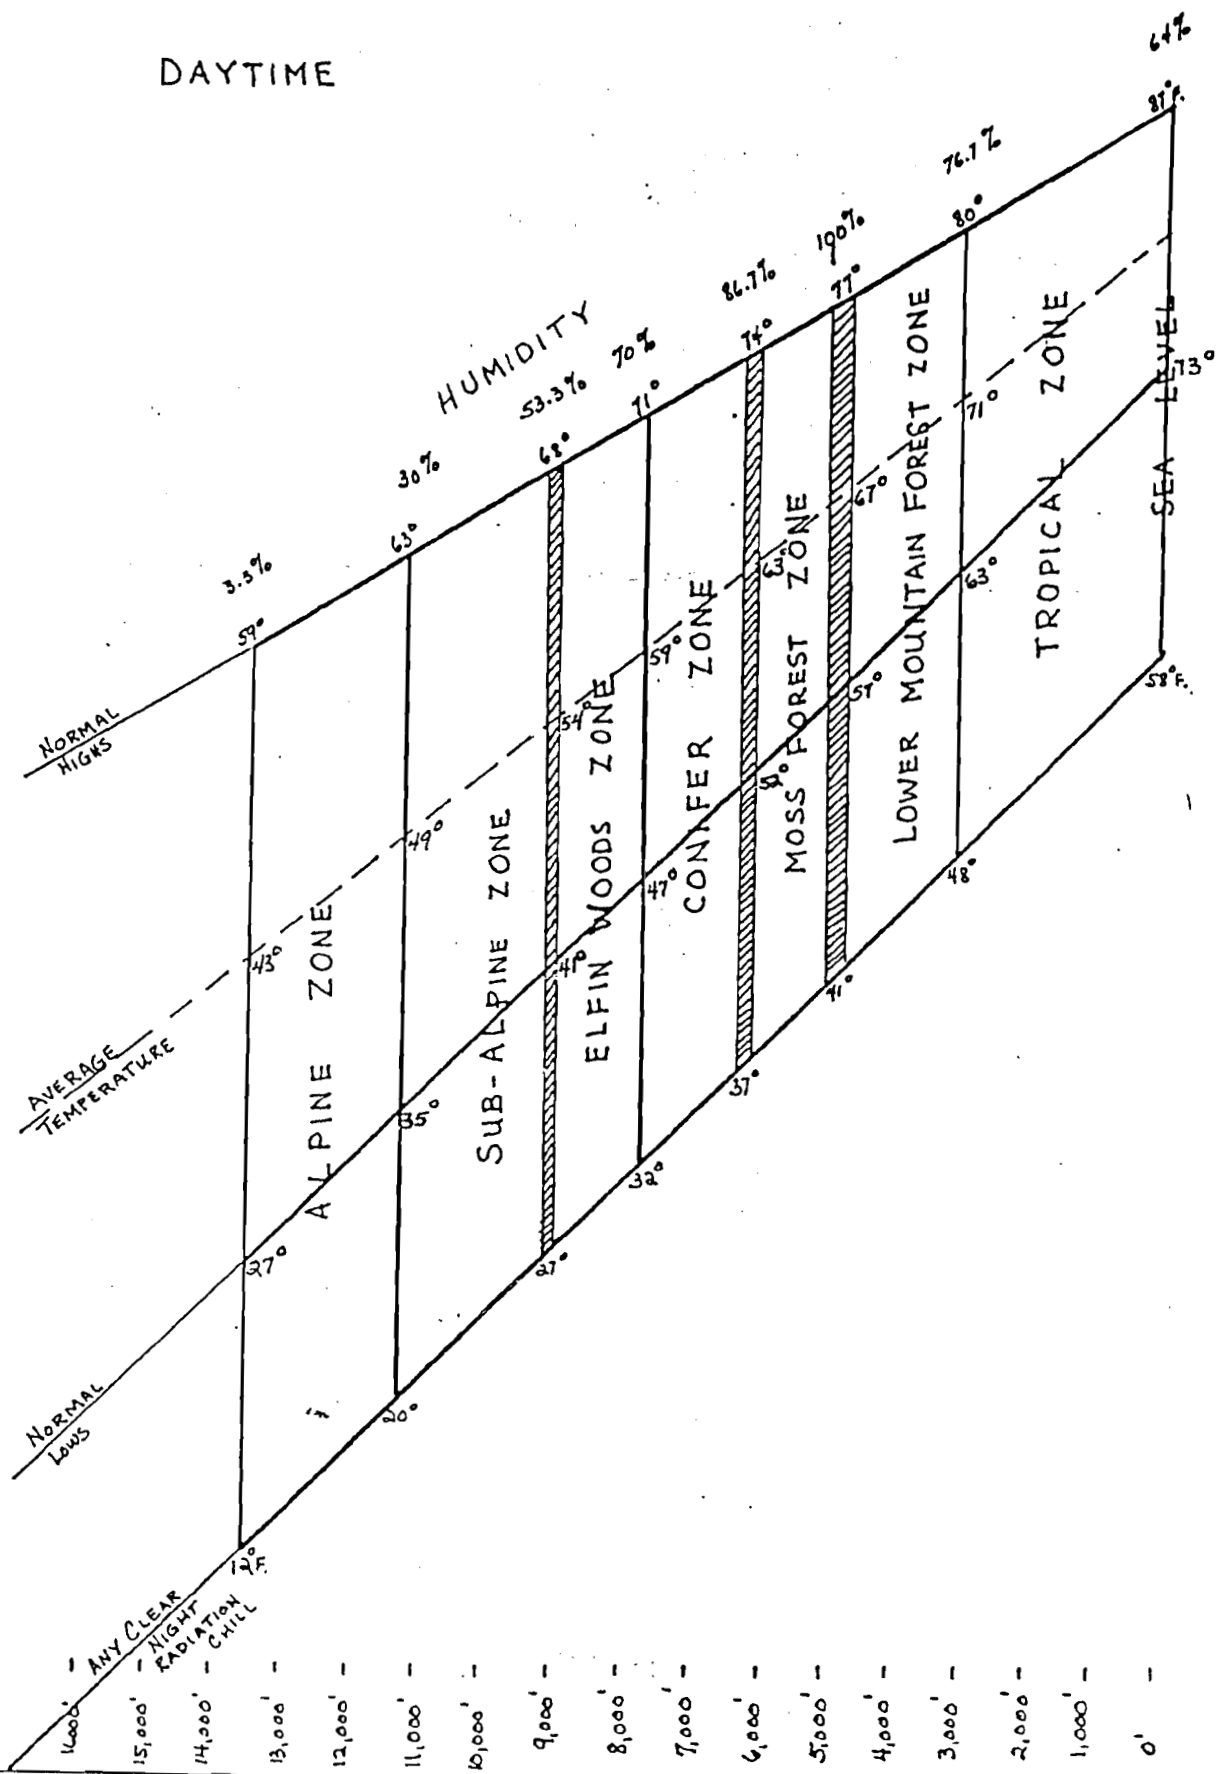 DAYTIME
64%
87°F.
76.7%
80°
100%
77°
86.7%
74°
HUMIDITY
70%
71°
53.3%
68°
30%
63°
3.3%
59°
NORMAL
HIGHS
73°
71°
67°
63°
59°
54°
49°
43°
AVERAGE
TEMPERATURE
63°
57°
52°
47°
41°
35°
27°
NORMAL
LOWS
58°F.
48°
41°
37°
32°
27°
20°
12°F.
ANY CLEAR
NIGHT
RADIATION
CHILL
ALPINE ZONE
SUB-ALPINE ZONE
ELFIN WOODS ZONE
CONIFER ZONE
MOSS FOREST ZONE
LOWER MOUNTAIN FOREST ZONE
TROPICAL ZONE
SEA LEVEL
15,000' -
14,000' -
13,000' -
12,000' -
11,000' -
10,000' -
9,000' -
8,000' -
7,000' -
6,000' -
5,000' -
4,000' -
3,000' -
2,000' -
1,000' -
0' -